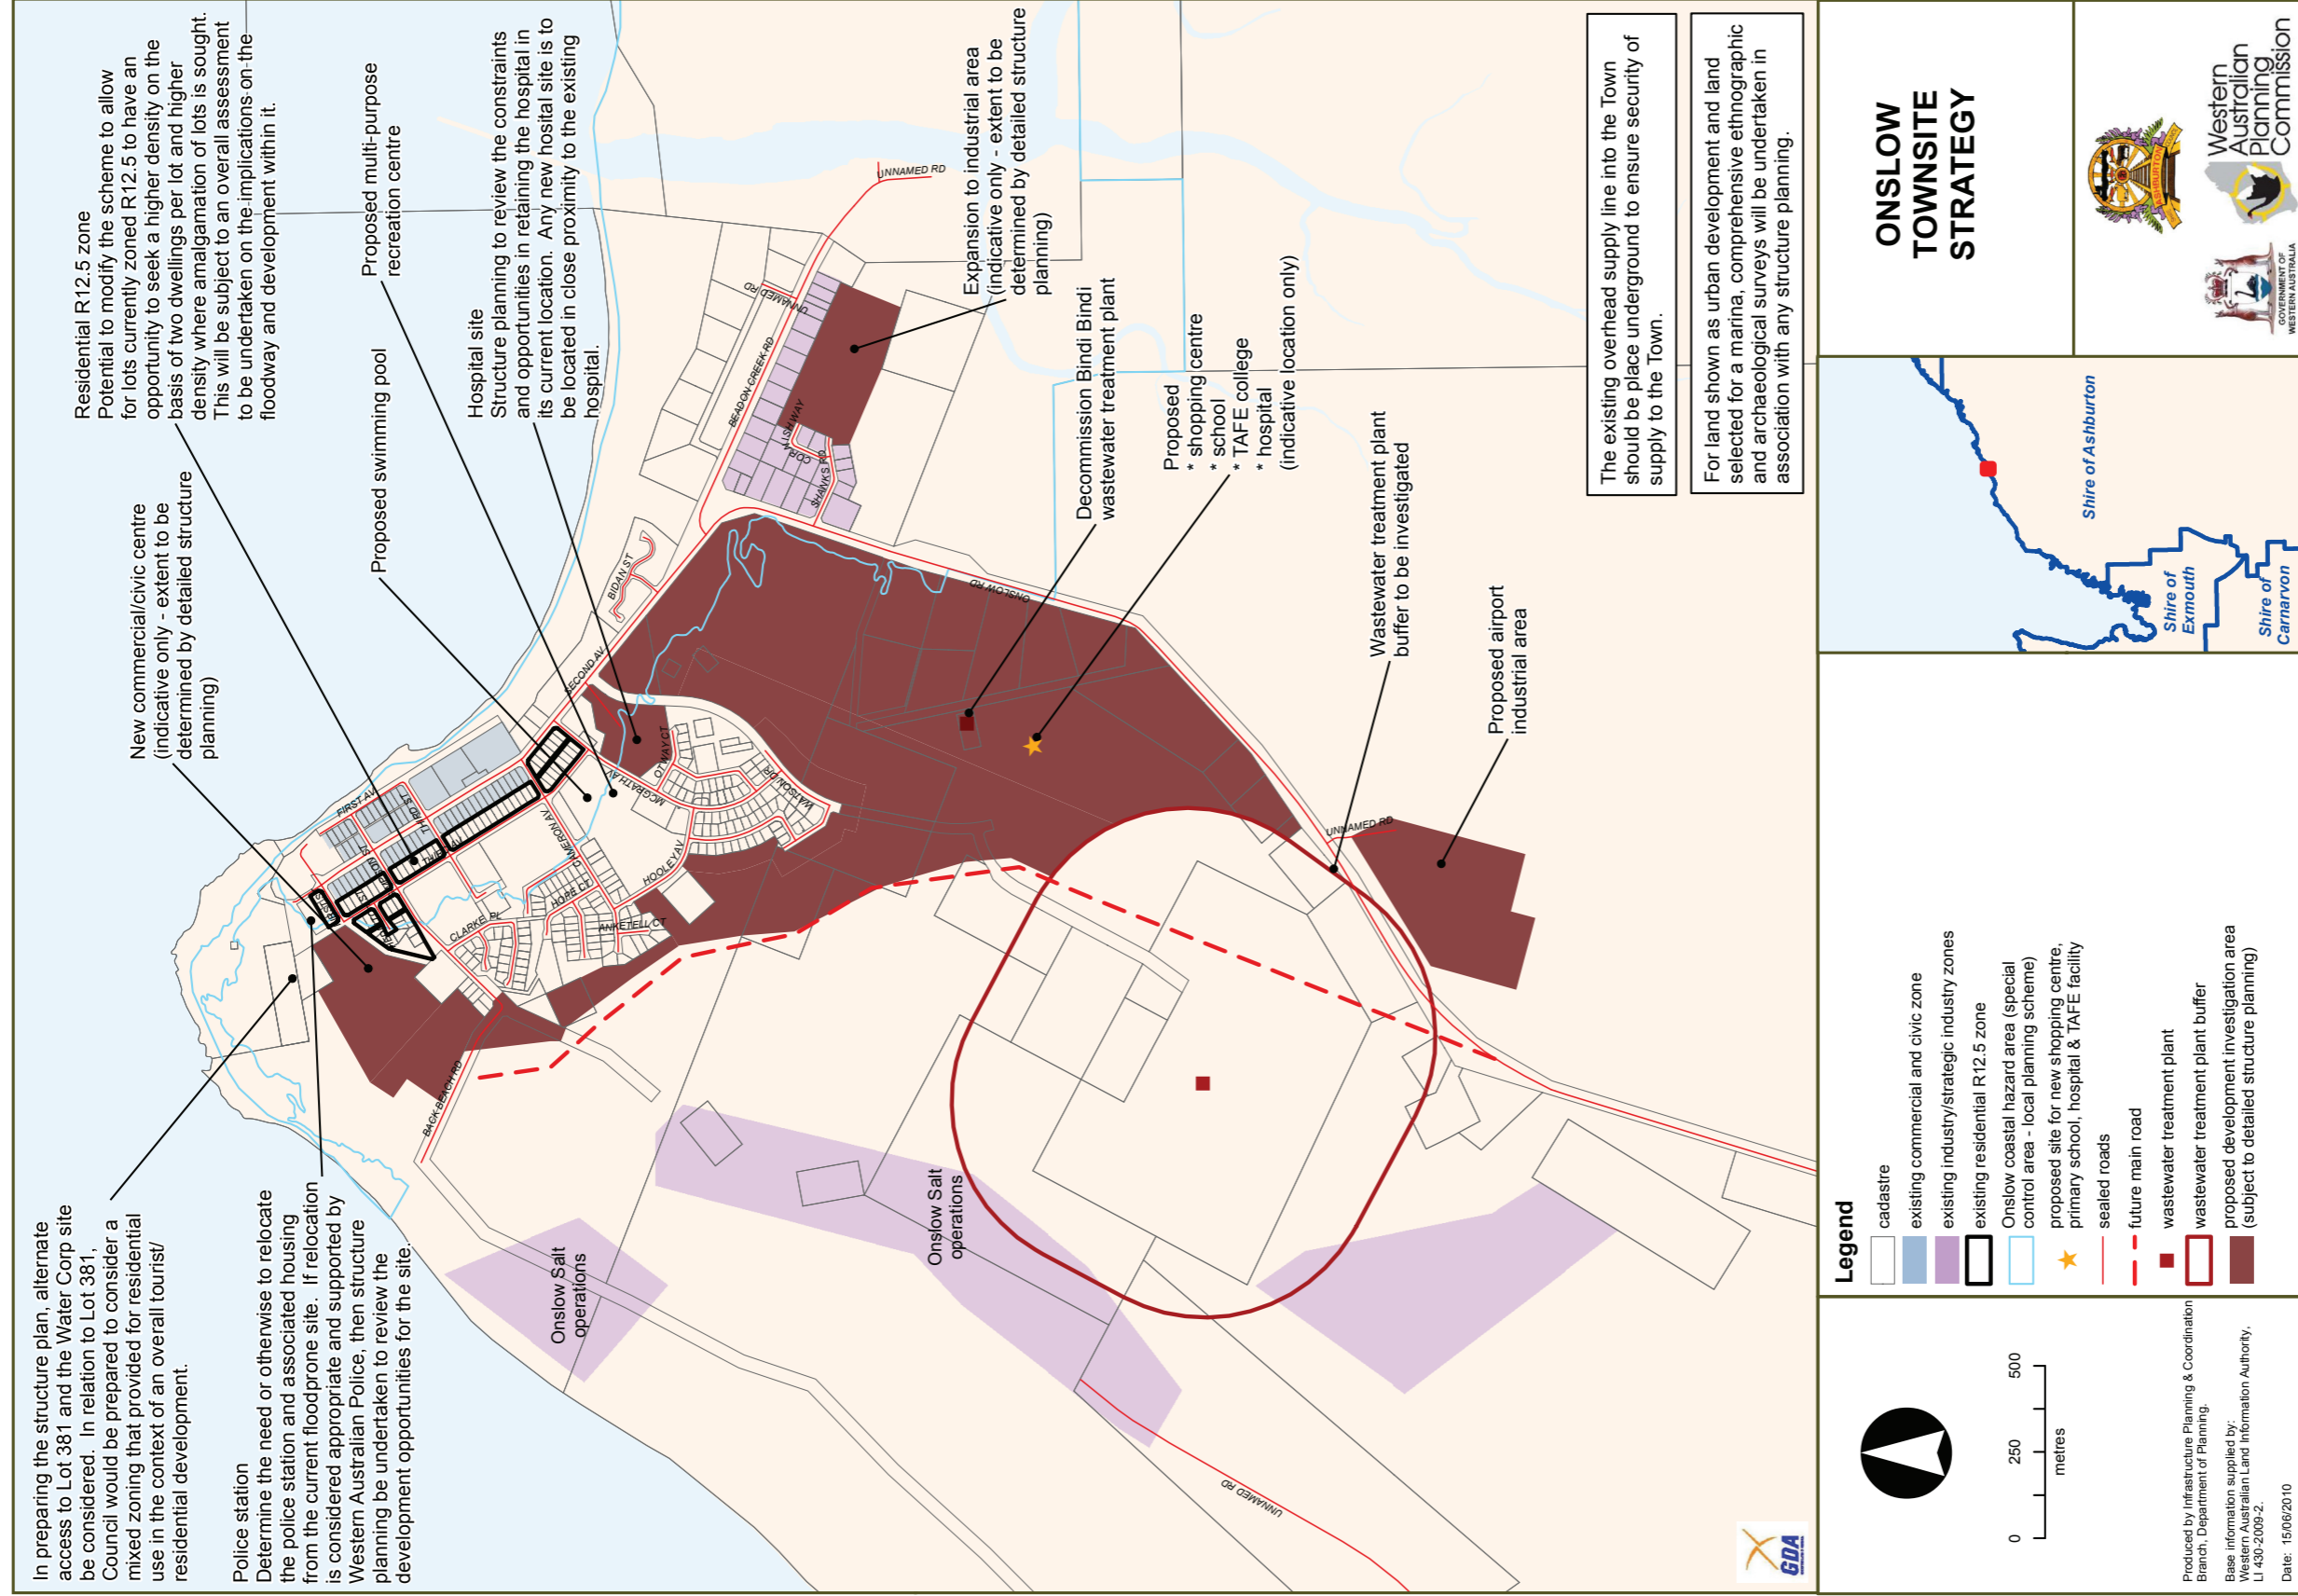 In preparing the structure plan, alternate
access to Lot 381 and the Water Corp site
be considered.  In relation to Lot 381,
Council would be prepared to consider a
mixed zoning that provided for residential
use in the context of an overall tourist/
residential development.
Police station
Determine the need or otherwise to relocate
the police station and associated housing
from the current floodprone site.  If relocation
is considered appropriate and supported by
Western Australian Police, then structure
planning be undertaken to review the
development opportunities for the site.
New commercial/civic centre
(indicative only - extent to be
determined by detailed structure
planning)
Residential R12.5 zone
Potential to modify the scheme to allow
for lots currently zoned R12.5 to have an
opportunity to seek a higher density on the
basis of two dwellings per lot and higher
density where amalgamation of lots is sought.
This will be subject to an overall assessment
to be undertaken on the implications on the
floodway and development within it.
Proposed swimming pool
Proposed multi-purpose
recreation centre
Hospital site
Structure planning to review the constraints
and opportunities in retaining the hospital in
its current location.  Any new hosital site is to
be located in close proximity to the existing
hospital.
Expansion to industrial area
(indicative only - extent to be
determined by detailed structure
planning)
Decommission Bindi Bindi
wastewater treatment plant
Proposed
* shopping centre
* school
* TAFE college
* hospital
(indicative location only)
Wastewater treatment plant
buffer to be investigated
Proposed airport
industrial area
Onslow Salt
operations
Onslow Salt
operations
FIRST AV
THIRD ST
THIRD AV
SECOND AV
CAMERON AV
CAMERON CT
MCGRATH AV
OTWAY CT
WATSON DR
HOOLEY AV
HOPE CT
ANKETELL CT
CLARKE PL
BACK BEACH RD
BIDAN ST
BEADON CREEK RD
UNNAMED RD
UNNAMED RD
SHANKS RD
ONSLOW RD
UNNAMED RD
UNNAMED RD
The existing overhead supply line into the Town
should be place underground to ensure security of
supply to the Town.
For land shown as urban development and land
selected for a marina, comprehensive ethnographic
and archaeological surveys will be undertaken in
association with any structure planning.
GDA
0 250 500
metres
Produced by Infrastructure Planning & Coordination
Branch, Department of Planning.
Base information supplied by:
Western Australian Land Information Authority,
LI 430-2009-2.
Date:  15/06/2010
Legend
cadastre
existing commercial and civic zone
existing industry/strategic industry zones
existing residential R12.5 zone
Onslow coastal hazard area (special
control area - local planning scheme)
proposed site for new shopping centre,
primary school, hospital & TAFE facility
sealed roads
future main road
wastewater treatment plant
wastewater treatment plant buffer
proposed development investigation area
(subject to detailed structure planning)
Shire of
Exmouth
Shire of
Carnarvon
Shire of Ashburton
ONSLOW
TOWNSITE
STRATEGY
ASHBURTON
GOVERNMENT OF
WESTERN AUSTRALIA
Western
Australian
Planning
Commission